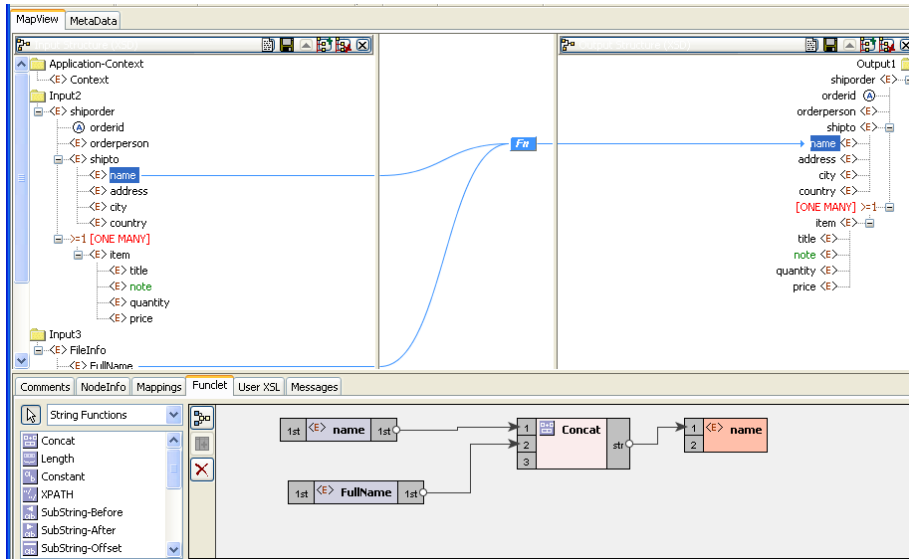 MapView MetaData
Application-Context
<E> Context
Input2
<E> shiporder
A orderid
<E> orderperson
<E> shipto
<E> name
<E> address
<E> city
<E> country
>=1 [ONE MANY]
<E> item
<E> title
<E> note
<E> quantity
<E> price
Input3
<E> FileInfo
<E> FullName
Fn
Output1
shiporder <E>
orderid A
orderperson <E>
shipto <E>
name <E>
address <E>
city <E>
country <E>
[ONE MANY] >=1
item <E>
title <E>
note <E>
quantity <E>
price <E>
Comments NodeInfo Mappings Funclet User XSL Messages
String Functions
Concat
Length
Constant
XPATH
SubString-Before
SubString-After
SubString-Offset
1st <E> name 1st
1st <E> FullName 1st
1 Concat
2 str
3
1 <E> name
2